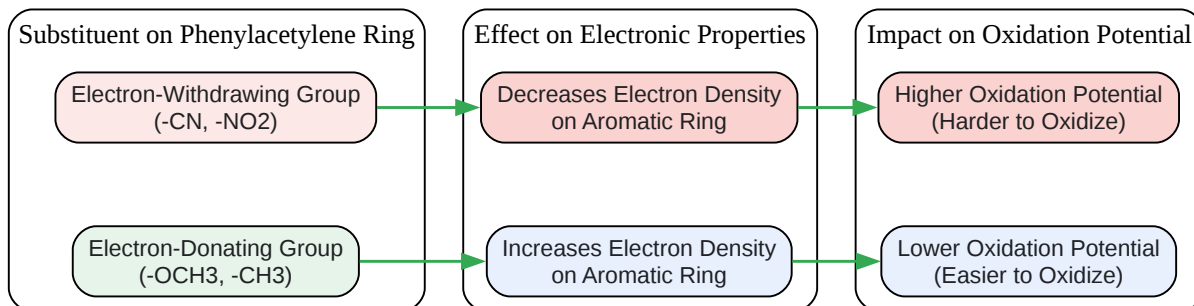 Substituent on Phenylacetylene Ring
Electron-Withdrawing Group
(-CN, -NO2)
Electron-Donating Group
(-OCH3, -CH3)
Effect on Electronic Properties
Decreases Electron Density
on Aromatic Ring
Increases Electron Density
on Aromatic Ring
Impact on Oxidation Potential
Higher Oxidation Potential
(Harder to Oxidize)
Lower Oxidation Potential
(Easier to Oxidize)